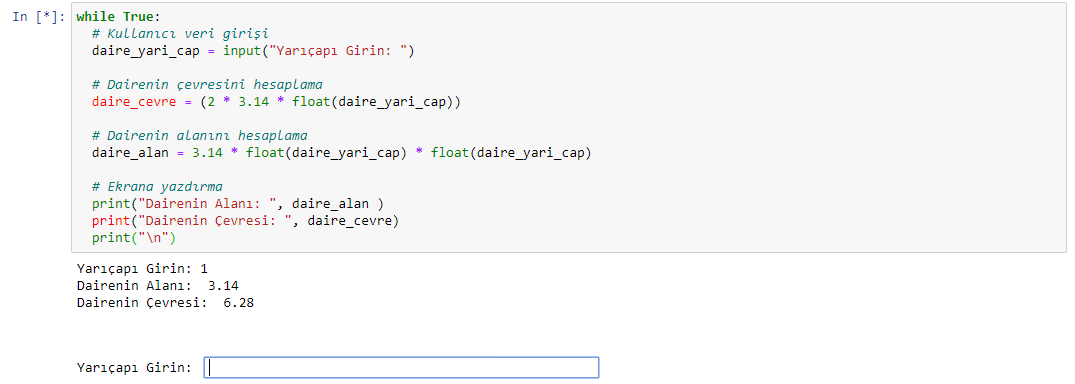 In [*]: while True:
# Kullanıcı veri girişi
daire_yari_cap = input("Yarıçapı Girin: ")
# Dairenin çevresini hesaplama
daire_cevre = (2 * 3.14 * float(daire_yari_cap))
# Dairenin alanını hesaplama
daire_alan = 3.14 * float(daire_yari_cap) * float(daire_yari_cap)
# Ekrana yazdırma
print("Dairenin Alanı: ", daire_alan )
print("Dairenin Çevresi: ", daire_cevre)
print("\n")
Yarıçapı Girin: 1
Dairenin Alanı:  3.14
Dairenin Çevresi:  6.28
Yarıçapı Girin: